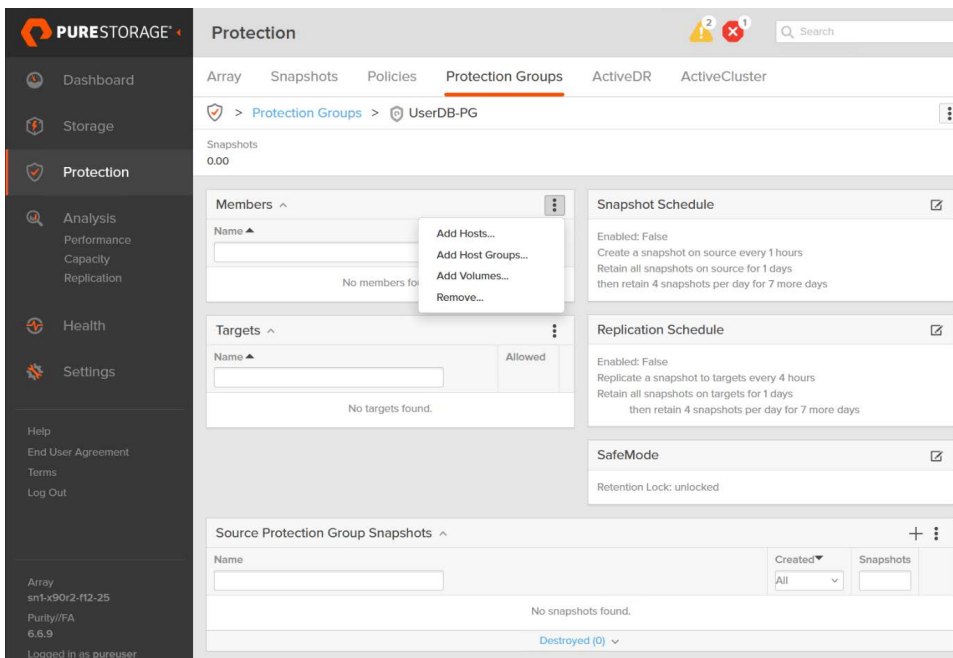 PURESTORAGE®
Protection
2
1
Search
Dashboard
Storage
Protection
Analysis
Performance
Capacity
Replication
Health
Settings
Help
End User Agreement
Terms
Log Out
Array
sn1-x90r2-f12-25
Purity//FA
6.6.9
Logged in as pureuser
Array Snapshots Policies Protection Groups ActiveDR ActiveCluster
> Protection Groups > UserDB-PG
Snapshots
0.00
Members
Name
No members fo
Add Hosts...
Add Host Groups...
Add Volumes...
Remove...
Targets
Name Allowed
No targets found.
Snapshot Schedule
Enabled: False
Create a snapshot on source every 1 hours
Retain all snapshots on source for 1 days
then retain 4 snapshots per day for 7 more days
Replication Schedule
Enabled: False
Replicate a snapshot to targets every 4 hours
Retain all snapshots on targets for 1 days
then retain 4 snapshots per day for 7 more days
SafeMode
Retention Lock: unlocked
Source Protection Group Snapshots
Name Created Snapshots
All
No snapshots found.
Destroyed (0)